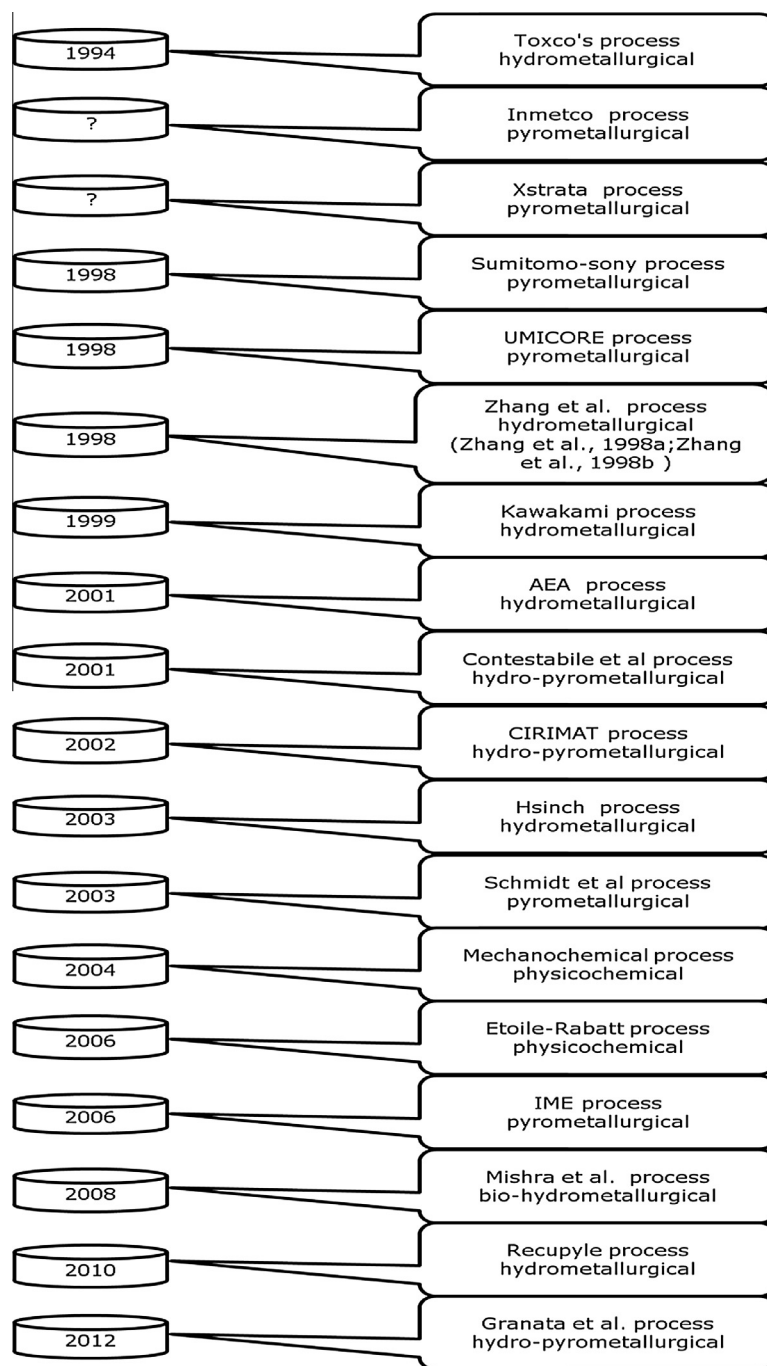 1994
Toxco's process
hydrometallurgical
?
Inmetco process
pyrometallurgical
?
Xstrata process
pyrometallurgical
1998
Sumitomo-sony process
pyrometallurgical
1998
UMICORE process
pyrometallurgical
1998
Zhang et al. process
hydrometallurgical
(Zhang et al., 1998a;Zhang
et al., 1998b )
1999
Kawakami process
hydrometallurgical
2001
AEA process
hydrometallurgical
2001
Contestabile et al process
hydro-pyrometallurgical
2002
CIRIMAT process
hydro-pyrometallurgical
2003
Hsinch process
hydrometallurgical
2003
Schmidt et al process
pyrometallurgical
2004
Mechanochemical process
physicochemical
2006
Etoile-Rabatt process
physicochemical
2006
IME process
pyrometallurgical
2008
Mishra et al. process
bio-hydrometallurgical
2010
Recupyle process
hydrometallurgical
2012
Granata et al. process
hydro-pyrometallurgical